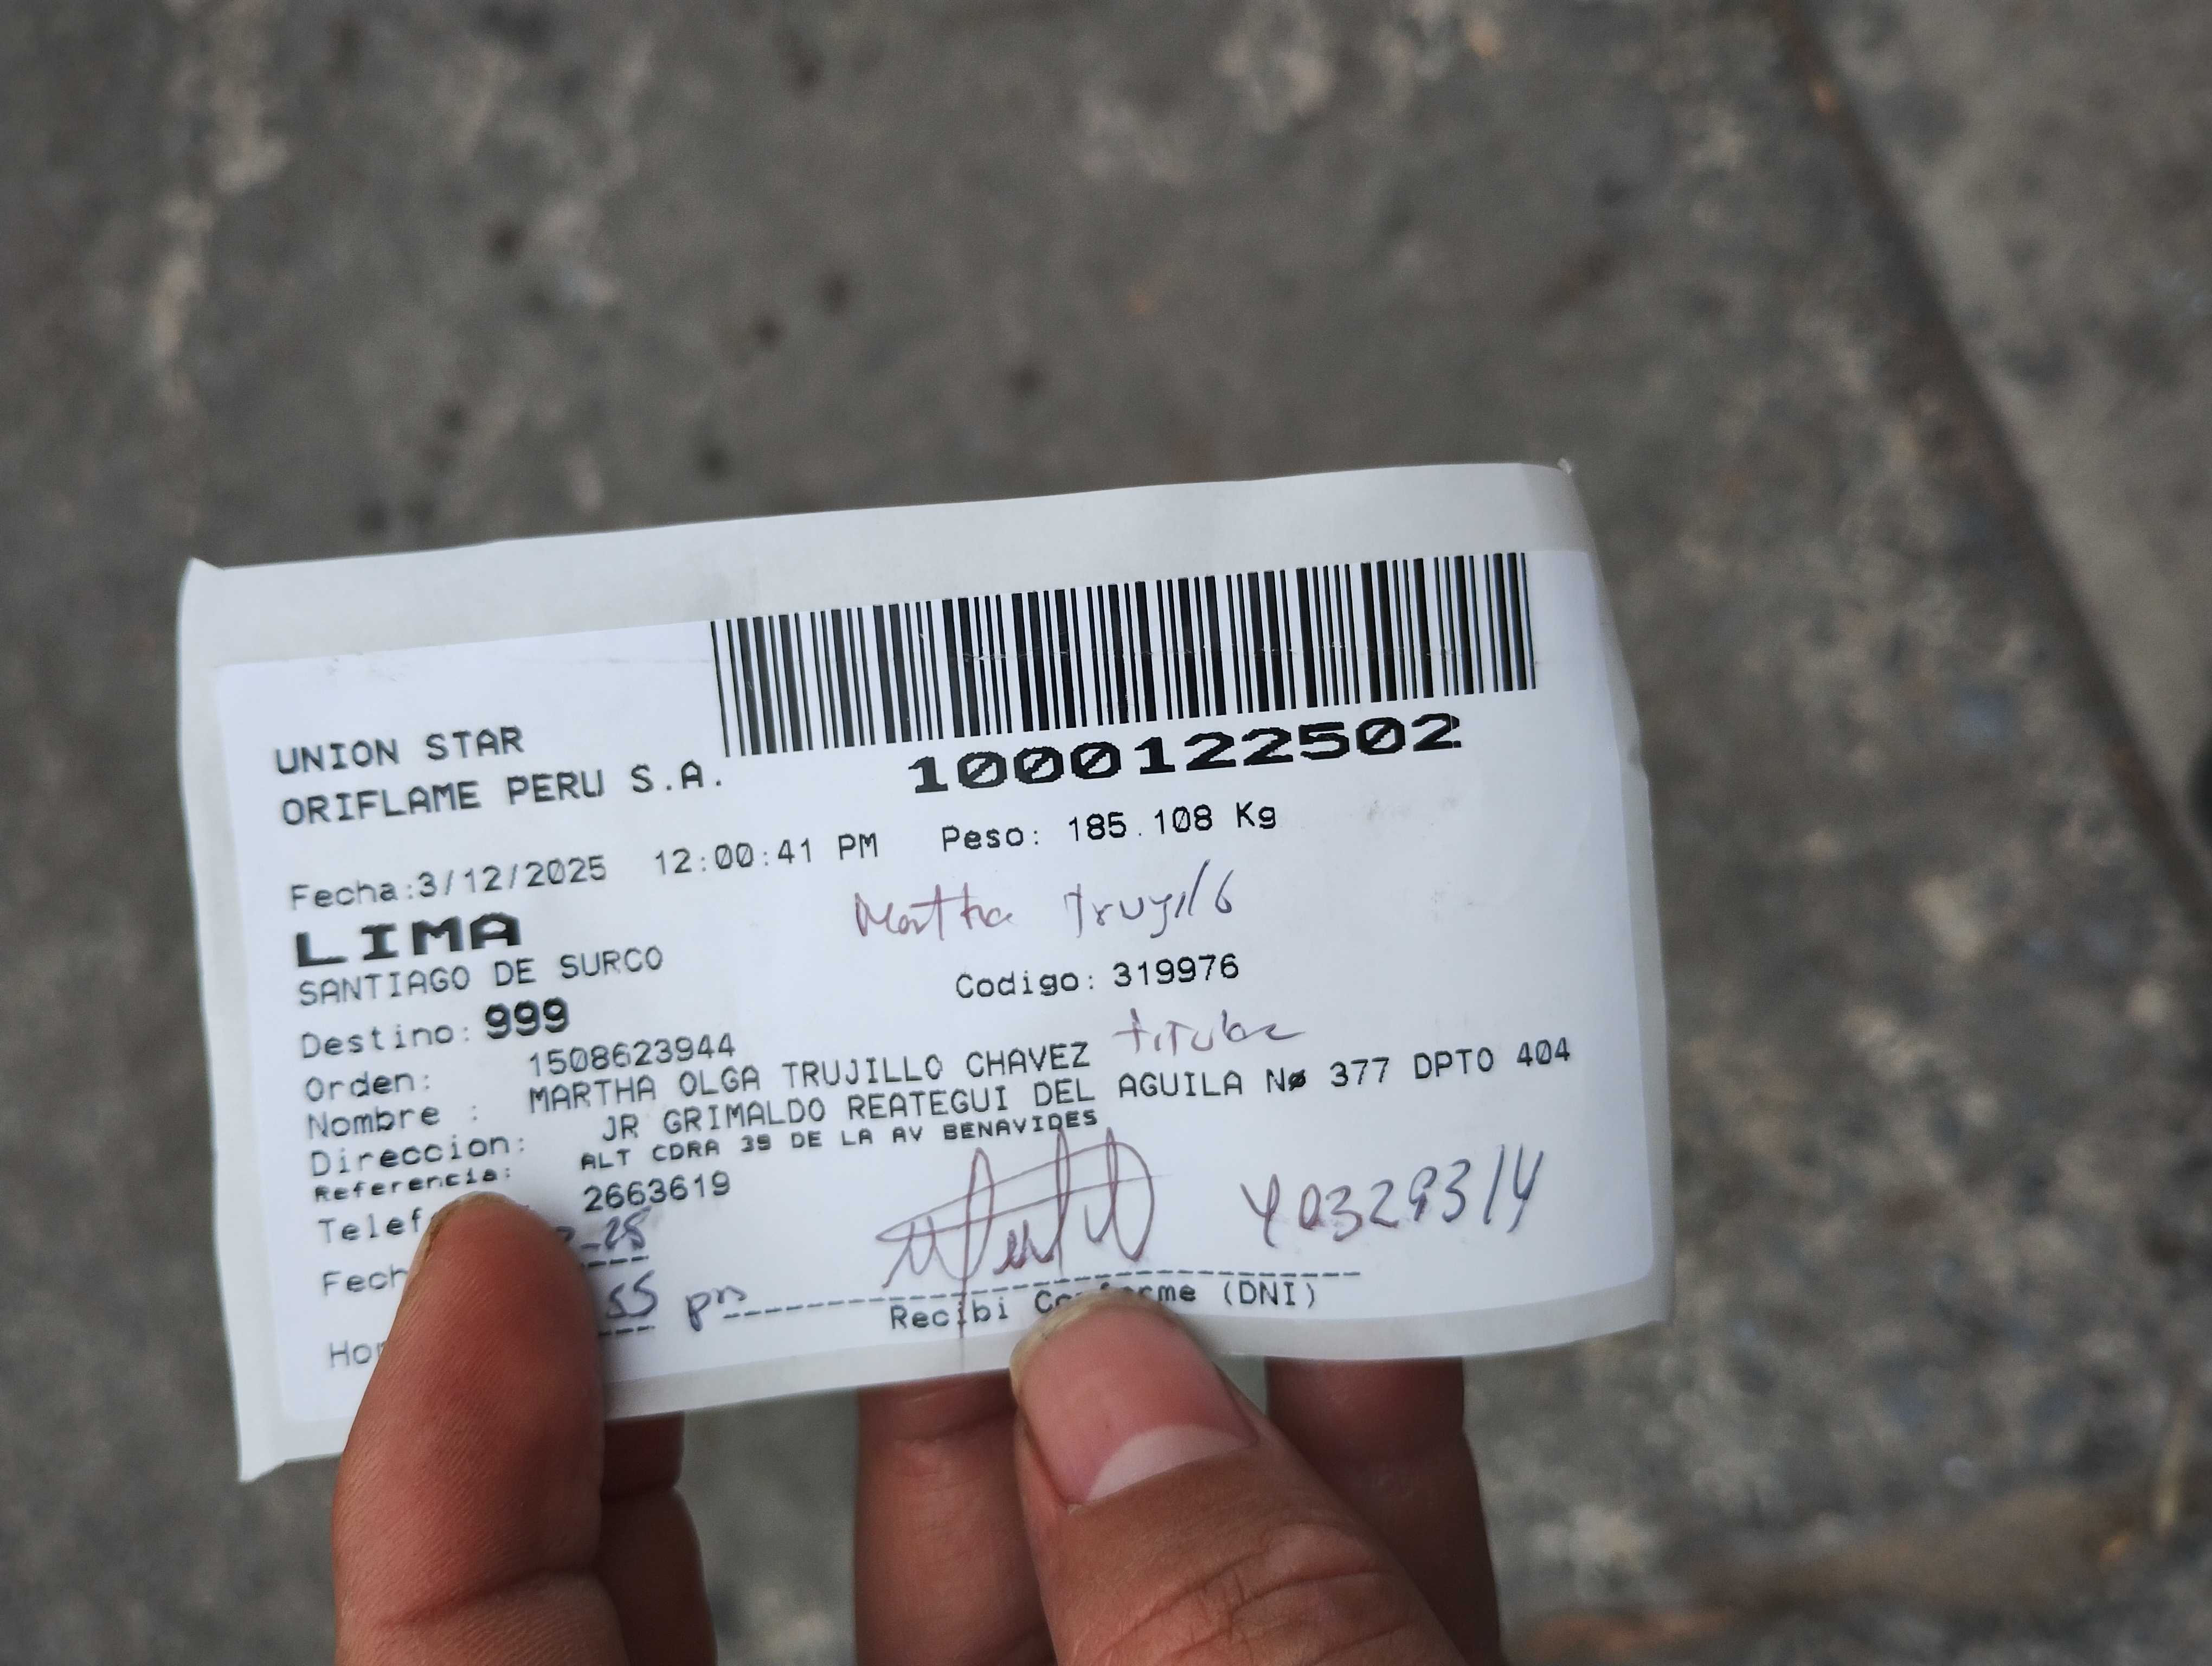 UNION STAR
ORIFLAME PERU S.A.
1000122502
Fecha:3/12/2025 12:00:41 PM Peso: 185.108 Kg
LIMA
Martha Trujillo
SANTIAGO DE SURCO
Codigo: 319976
Destino: 999
Orden: 1508623944
Nombre : MARTHA OLGA TRUJILLO CHAVEZ
Direccion: JR GRIMALDO REATEGUI DEL AGUILA Nø 377 DPTO 404
Referencia: ALT CDRA 39 DE LA AV BENAVIDES
2663619
-25
40329314
55 pm
Recibi (DNI)